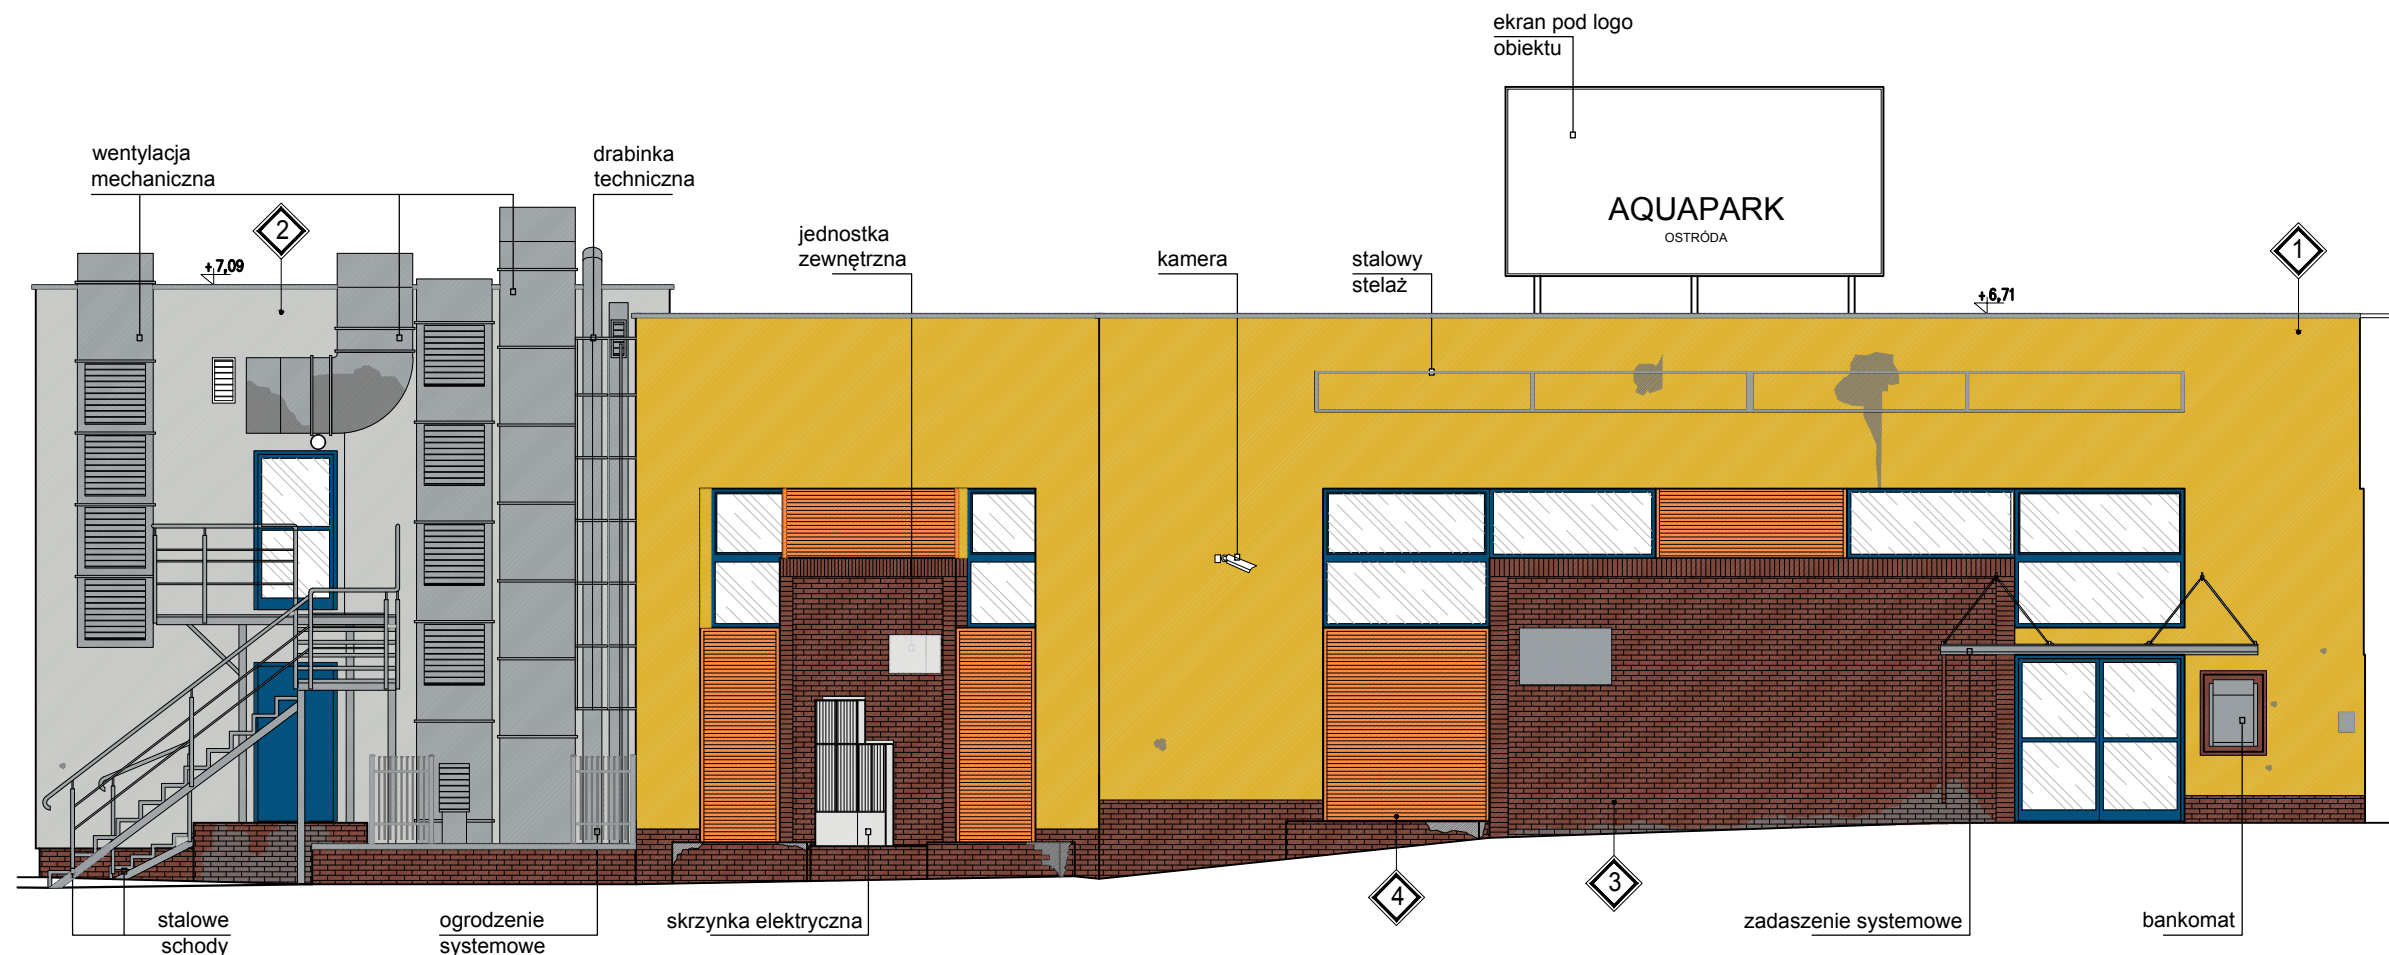 ekran pod logo
obiektu
wentylacja
mechaniczna
drabinka
techniczna
AQUAPARK
OSTRÓDA
2
jednostka
zewnętrzna
kamera
stalowy
stelaż
1
+ 7,09
+ 6,71
4
3
stalowe
schody
ogrodzenie
systemowe
skrzynka elektryczna
zadaszenie systemowe
bankomat